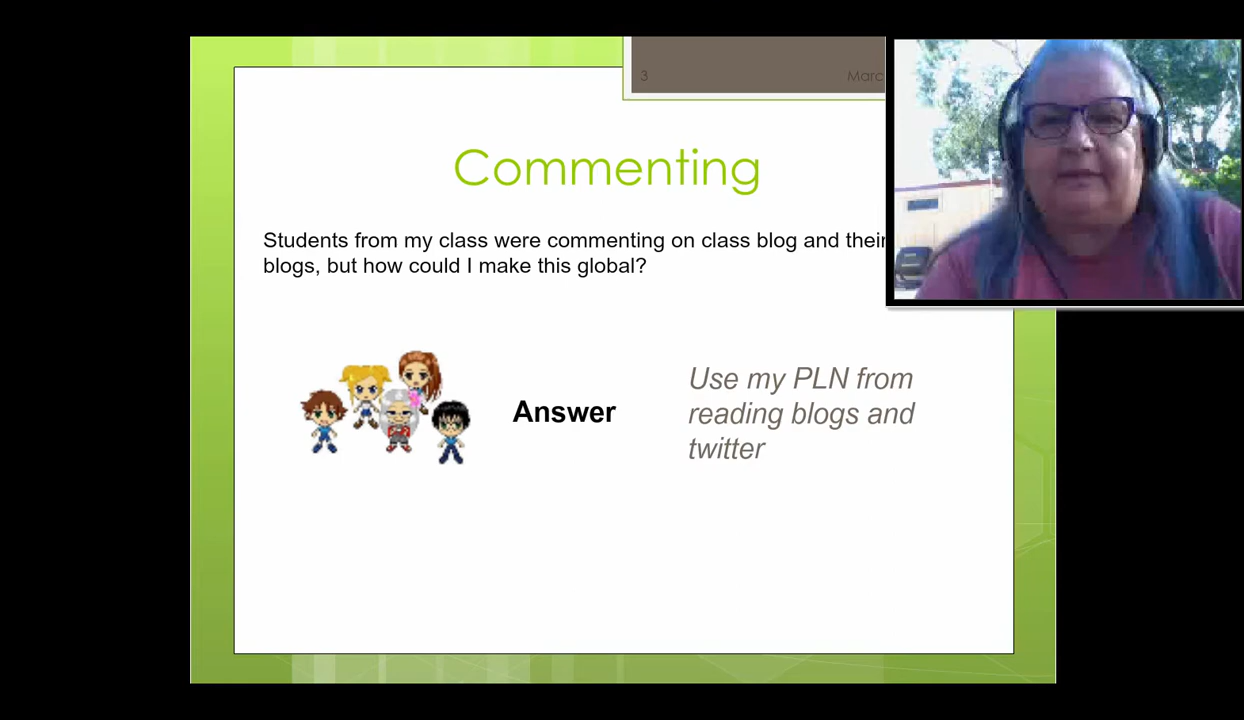 3
Commenting
Students from my class were commenting on class blog and their
blogs, but how could I make this global?
Answer
Use my PLN from
reading blogs and
twitter